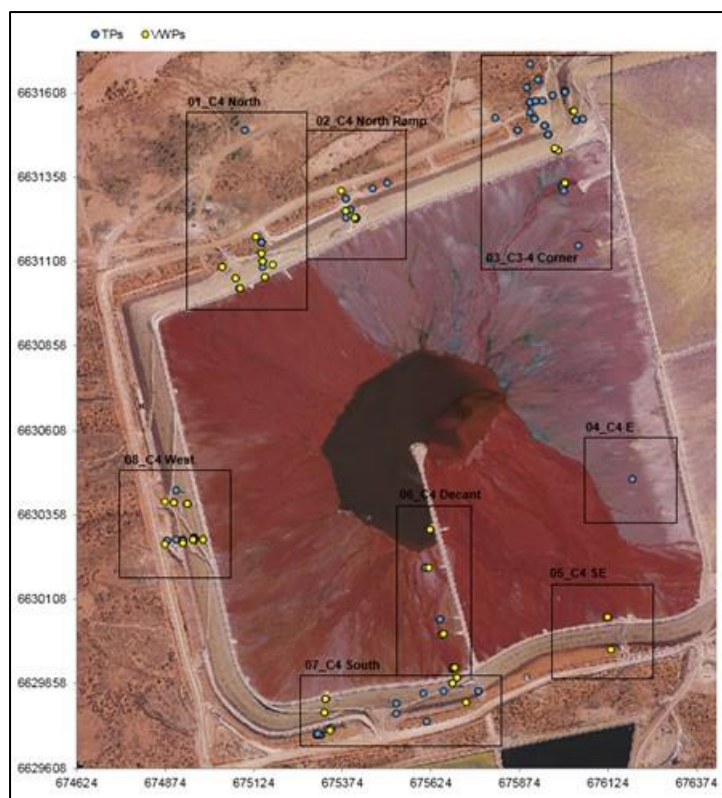 TPs VWPs
6631608
01_C4 North
02_C4 North Ramp
6631358
6631108
03_C3-4 Corner
6630858
6630608
04_C4 E
08_C4 West
6630358
06_C4 Decant
05_C4 SE
6630108
6629858
07_C4 South
6629608
674624 674874 675124 675374 675624 675874 676124 676374